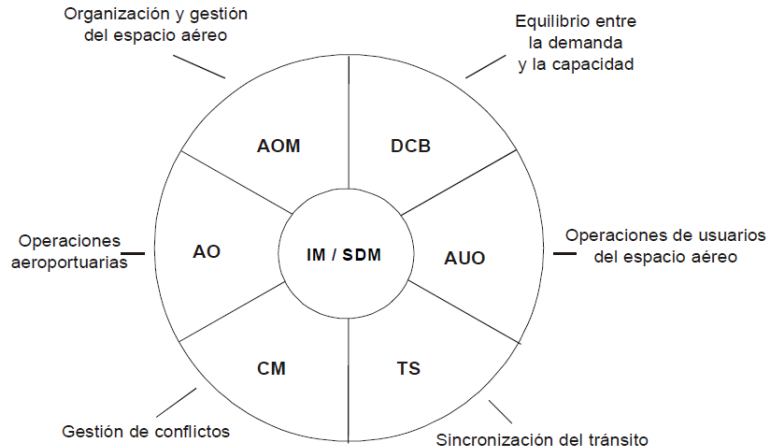 Organización y gestión
del espacio aéreo
Equilibrio entre
la demanda
y la capacidad
AOM
DCB
Operaciones
aeroportuarias
AO
IM / SDM
AUO
Operaciones de usuarios
del espacio aéreo
CM
TS
Gestión de conflictos
Sincronización del tránsito